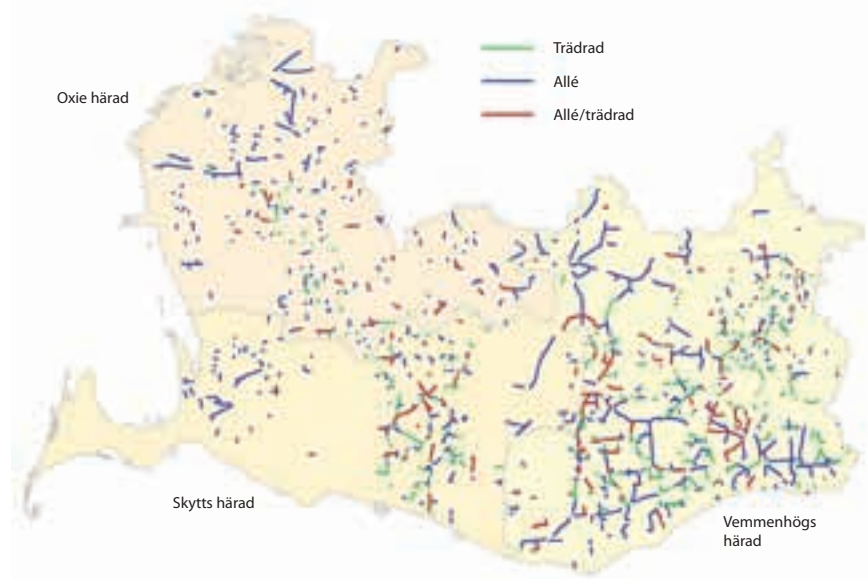 Trädrad
Allé
Allé/trädrad
Oxie härad
Skytts härad
Vemmenhögs
härad